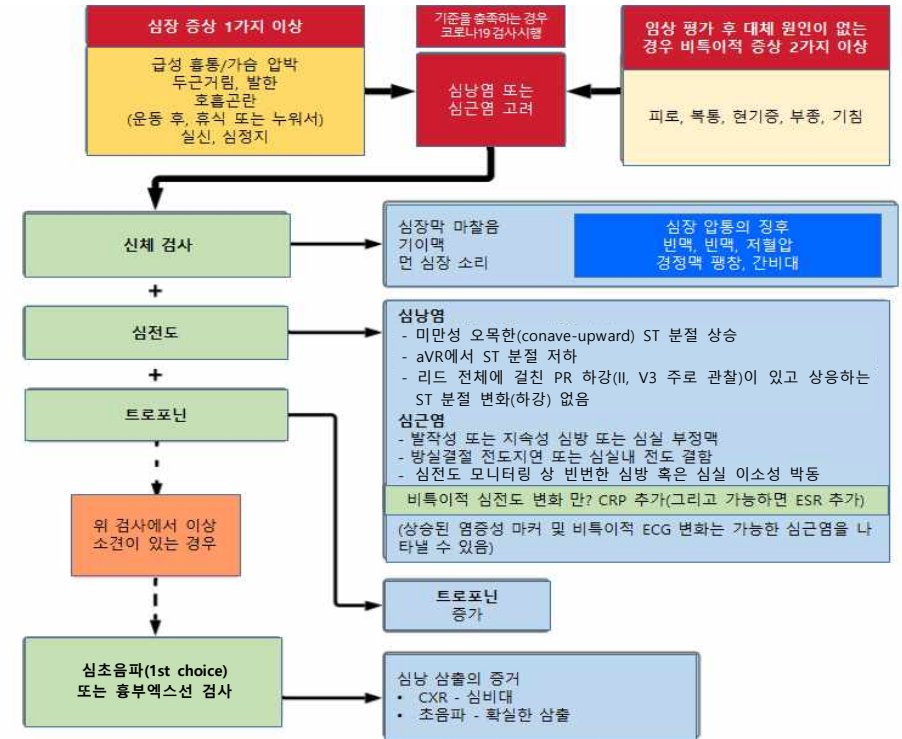 심장 증상 1가지 이상
급성 흉통/가슴 압박
두근거림, 발한
호흡곤란
(운동 후, 휴식 또는 누워서)
실신, 심정지
기준을 충족하는 경우
코로나19 검사시행
심낭염 또는
심근염 고려
임상 평가 후 대체 원인이 없는
경우 비특이적 증상 2가지 이상
피로, 복통, 현기증, 부종, 기침
신체 검사
심장막 마찰음
기이맥
먼 심장 소리
심장 압통의 징후
빈맥, 빈맥, 저혈압
경정맥 팽창, 간비대
+
심전도
심낭염
- 미만성 오목한(conave-upward) ST 분절 상승
- aVR에서 ST 분절 저하
- 리드 전체에 걸친 PR 하강(II, V3 주로 관찰)이 있고 상응하는
ST 분절 변화(하강) 없음
심근염
- 발작성 또는 지속성 심방 또는 심실 부정맥
- 방실결절 전도지연 또는 심실내 전도 결함
- 심전도 모니터링 상 빈번한 심방 혹은 심실 이소성 박동
비특이적 심전도 변화 만? CRP 추가(그리고 가능하면 ESR 추가)
(상승된 염증성 마커 및 비특이적 ECG 변화는 가능한 심근염을 나
타낼 수 있음)
+
트로포닌
트로포닌
증가
위 검사에서 이상
소견이 있는 경우
심초음파(1st choice)
또는 흉부엑스선 검사
심낭 삼출의 증거
• CXR - 심비대
• 초음파 - 확실한 삼출